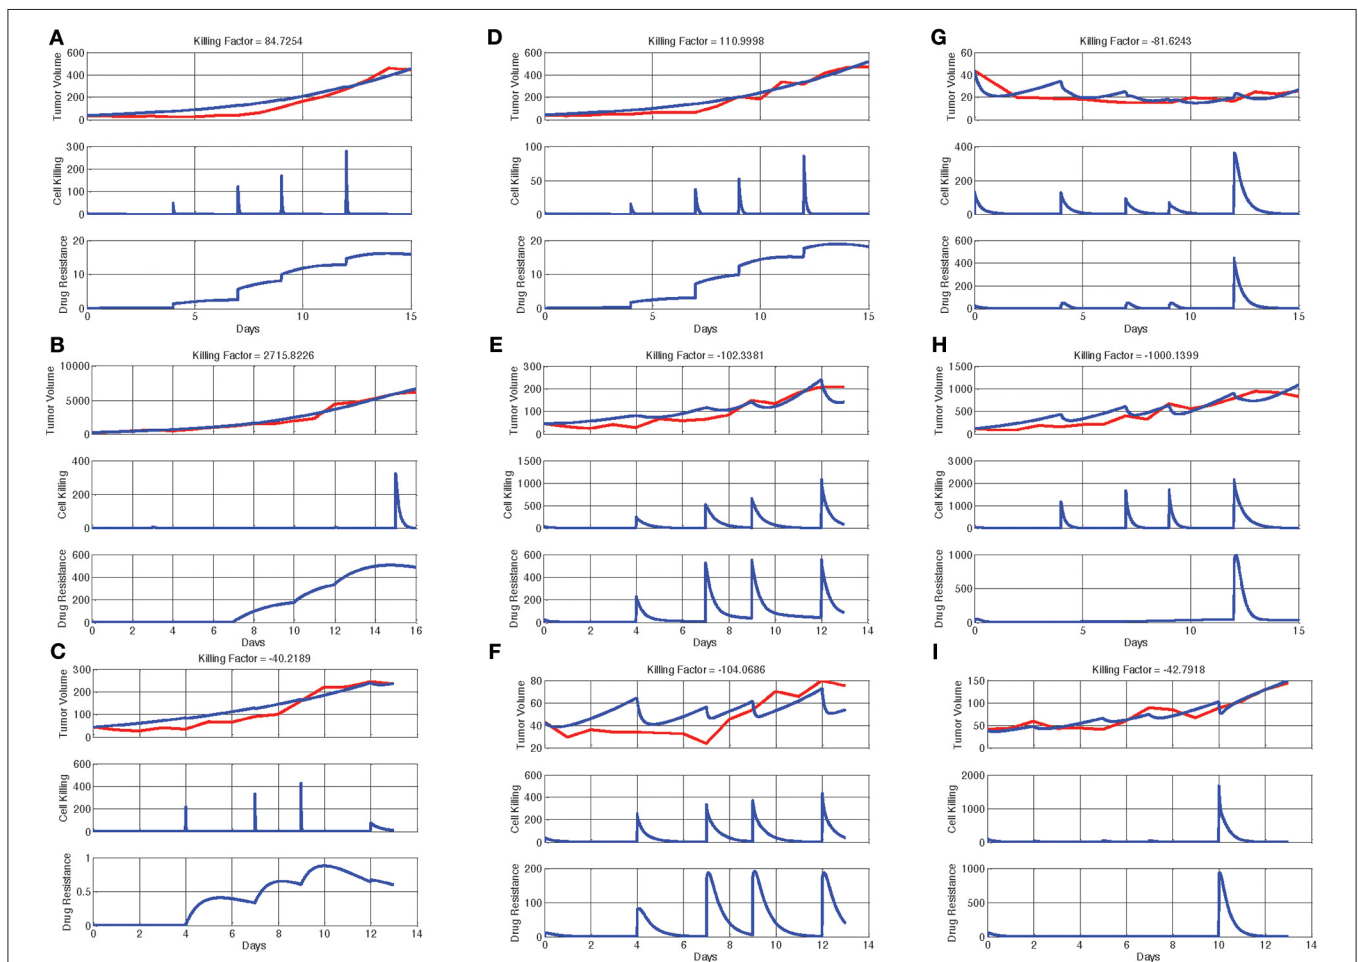 A
Killing Factor = 84.7254
Tumor Volume
600
400
200
0
Cell Killing
300
200
100
0
Drug Resistance
20
10
0
0 5 10 15
Days
B
Killing Factor = 2715.8226
Tumor Volume
10000
5000
0
Cell Killing
400
200
0
Drug Resistance
600
400
200
0
0 2 4 6 8 10 12 14 16
Days
C
Killing Factor = -40.2189
Tumor Volume
300
200
100
0
Cell Killing
600
400
200
0
Drug Resistance
1
0.5
0
0 2 4 6 8 10 12 14
Days
D
Killing Factor = 110.9998
Tumor Volume
600
400
200
0
Cell Killing
100
50
0
Drug Resistance
20
10
0
0 5 10 15
Days
E
Killing Factor = -102.3381
Tumor Volume
300
200
100
0
Cell Killing
1500
1000
500
0
Drug Resistance
600
400
200
0
0 2 4 6 8 10 12 14
F
Killing Factor = -104.0686
Tumor Volume
80
60
40
20
Cell Killing
600
400
200
0
Drug Resistance
200
100
0
0 2 4 6 8 10 12 14
Days
G
Killing Factor = -81.6243
Tumor Volume
60
40
20
0
Cell Killing
400
200
0
Drug Resistance
600
400
200
0
0 5 10 15
Days
H
Killing Factor = -1000.1399
Tumor Volume
1500
1000
500
0
Cell Killing
3000
2000
1000
0
Drug Resistance
1000
500
0
0 5 10 15
Days
I
Killing Factor = -42.7918
Tumor Volume
150
100
50
0
Cell Killing
2000
1000
0
Drug Resistance
1000
500
0
0 2 4 6 8 10 12 14
Days